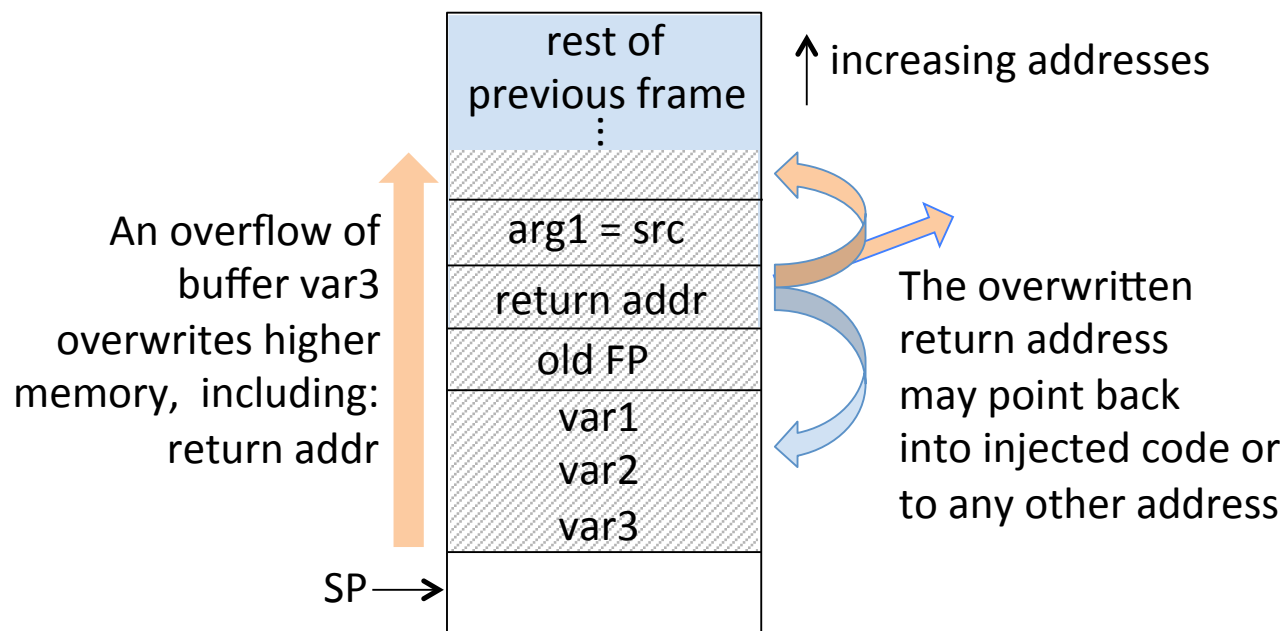 rest of
previous frame
⋮
increasing addresses
An overflow of
buffer var3
overwrites higher
memory, including:
return addr
arg1 = src
return addr
old FP
var1
var2
var3
The overwritten
return address
may point back
into injected code or
to any other address
SP